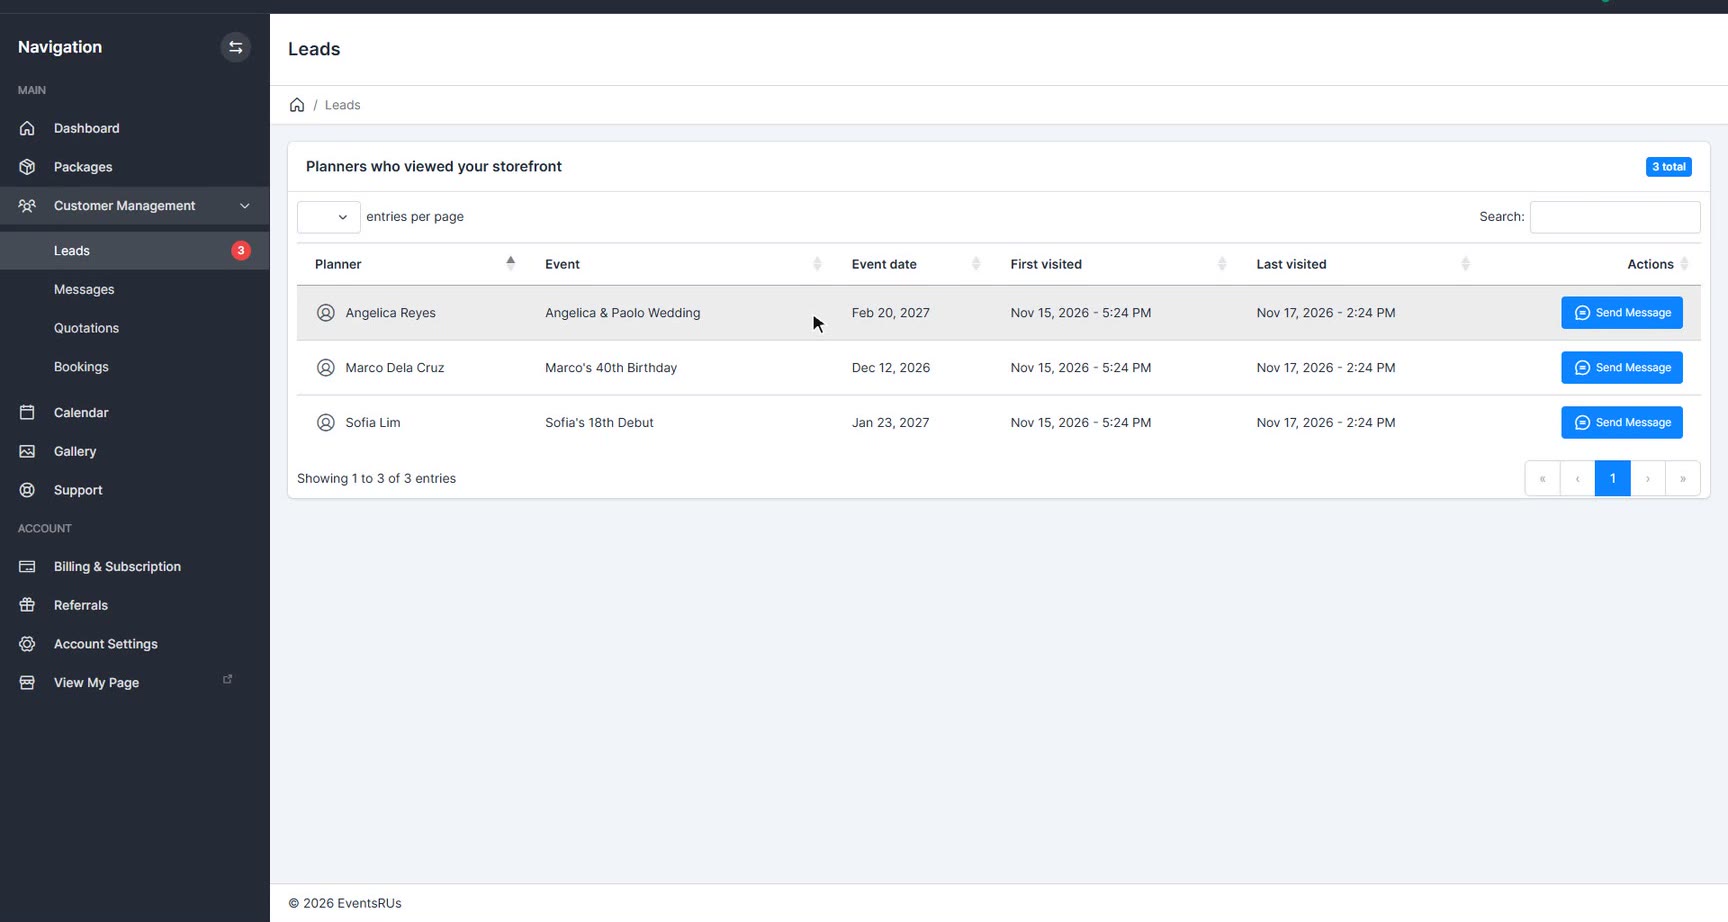 Navigation
MAIN
Dashboard
Packages
Customer Management
Leads 3
Messages
Quotations
Bookings
Calendar
Gallery
Support
ACCOUNT
Billing & Subscription
Referrals
Account Settings
View My Page
Leads
/ Leads
Planners who viewed your storefront 3 total
entries per page Search:
Planner Event Event date First visited Last visited Actions
Angelica Reyes Angelica & Paolo Wedding Feb 20, 2027 Nov 15, 2026 - 5:24 PM Nov 17, 2026 - 2:24 PM Send Message
Marco Dela Cruz Marco's 40th Birthday Dec 12, 2026 Nov 15, 2026 - 5:24 PM Nov 17, 2026 - 2:24 PM Send Message
Sofia Lim Sofia's 18th Debut Jan 23, 2027 Nov 15, 2026 - 5:24 PM Nov 17, 2026 - 2:24 PM Send Message
Showing 1 to 3 of 3 entries « ‹ 1 › »
© 2026 EventsRUs